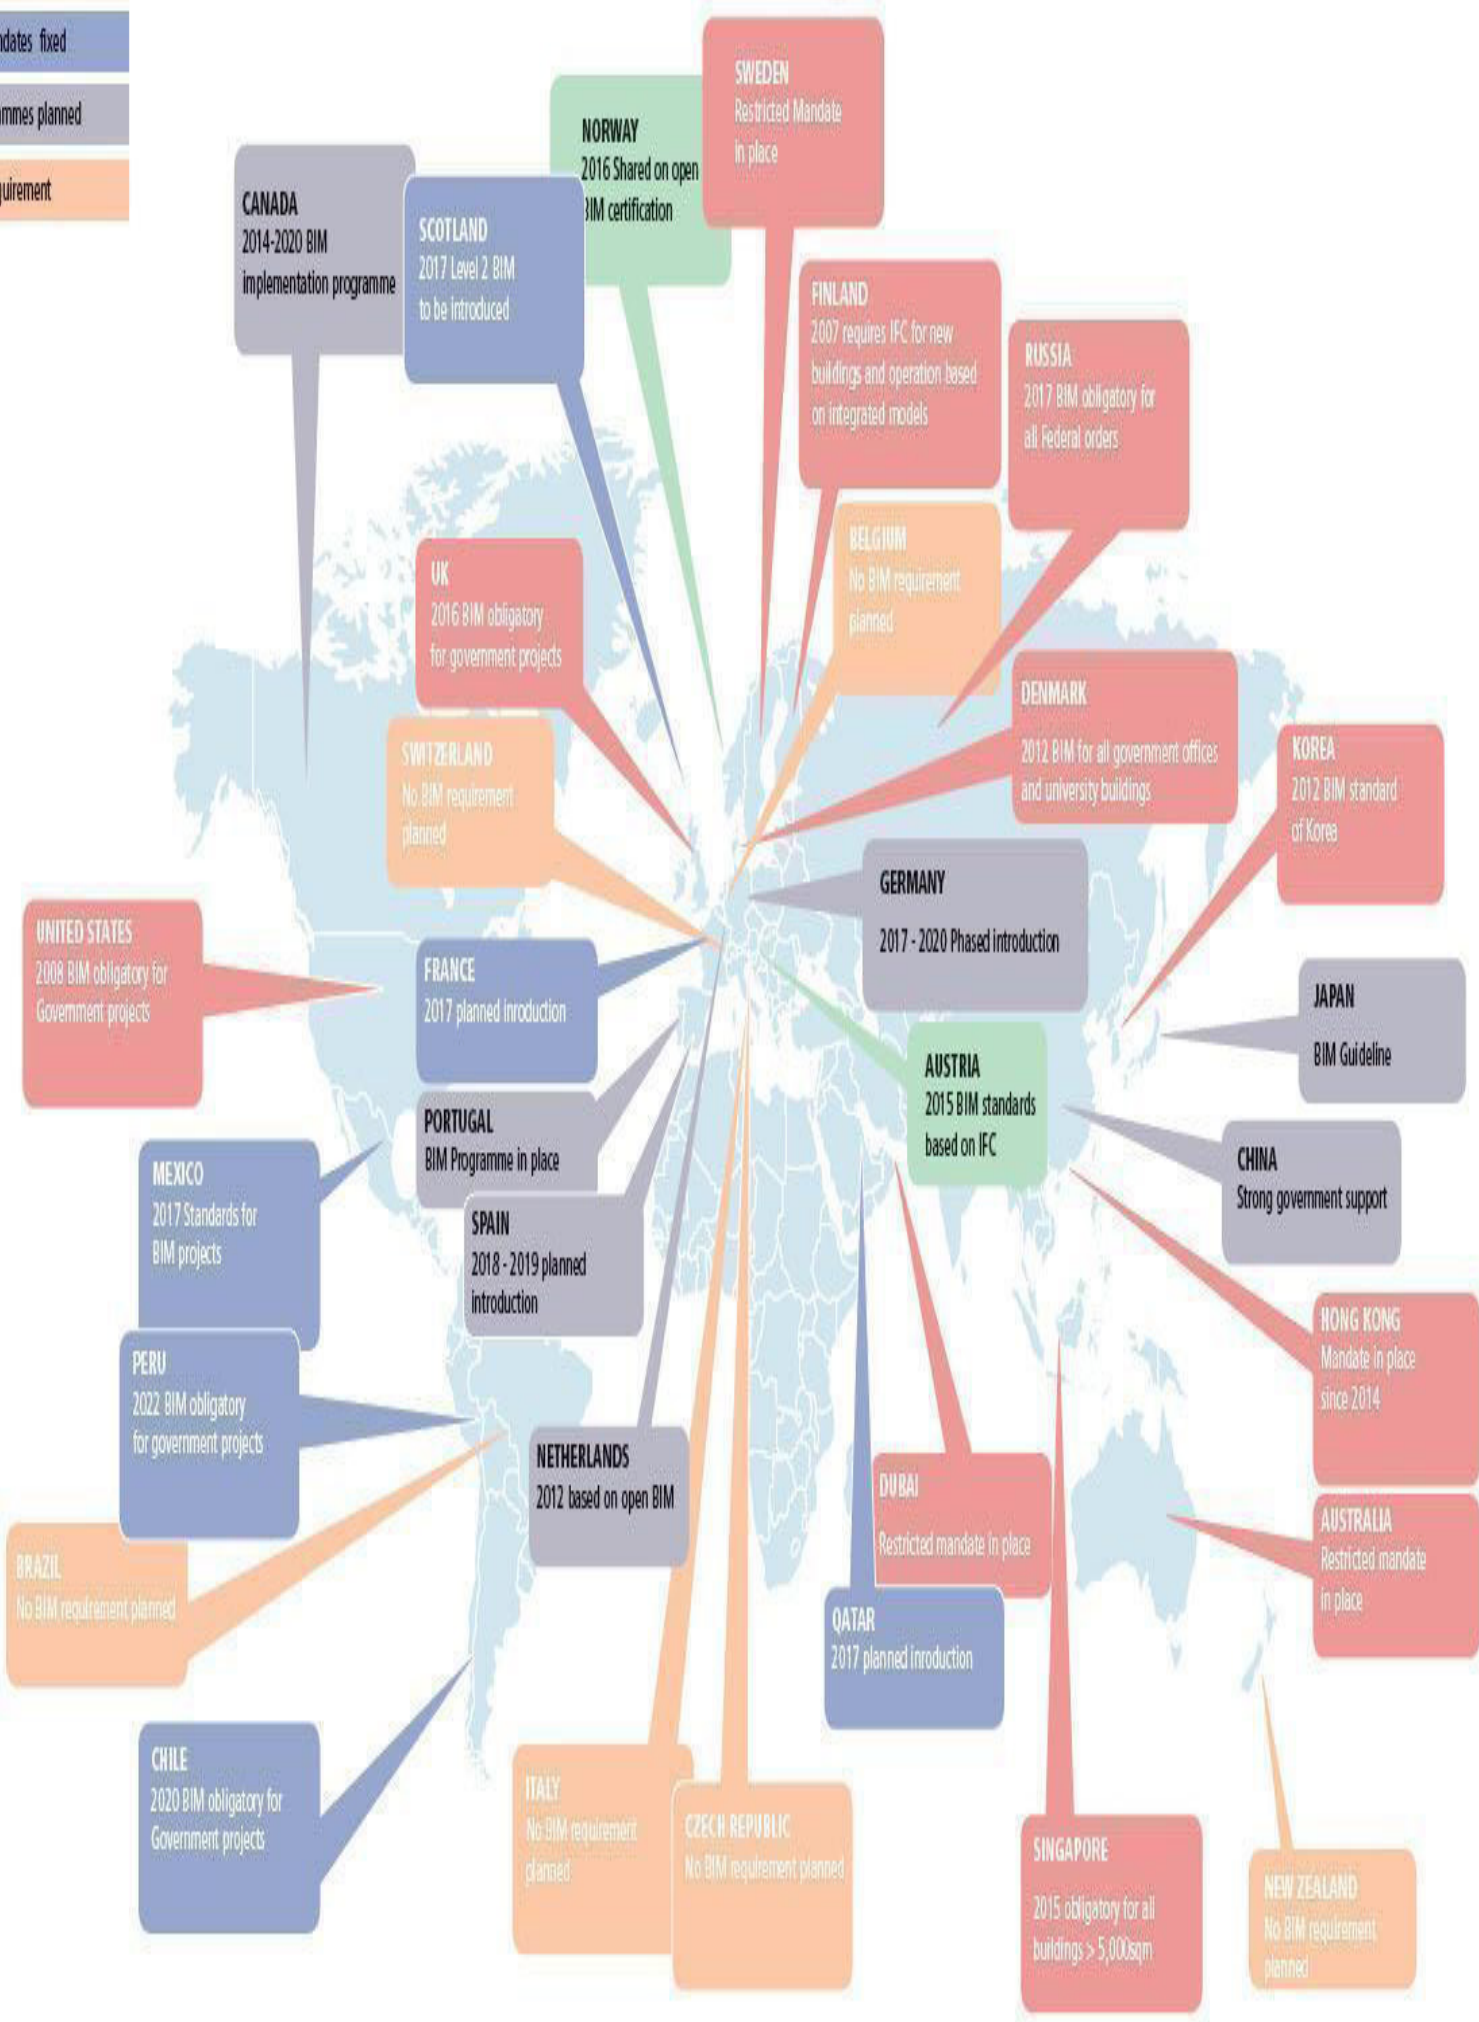 ndates fixed
mmes planned
quirement
SWEDEN
Restricted Mandate
in place
NORWAY
2016 Shared on open
BIM certification
CANADA
2014-2020 BIM
implementation programme
SCOTLAND
2017 Level 2 BIM
to be introduced
FINLAND
2007 requires IFC for new
buildings and operation based
on integrated models
RUSSIA
2017 BIM obligatory for
all Federal orders
BELGIUM
No BIM requirement
planned
UK
2016 BIM obligatory
for government projects
DENMARK
2012 BIM for all government offices
and university buildings
SWITZERLAND
No BIM requirement
planned
KOREA
2012 BIM standard
of Korea
GERMANY
2017 - 2020 Phased introduction
UNITED STATES
2008 BIM obligatory for
Government projects
FRANCE
2017 planned inroduction
JAPAN
BIM Guideline
AUSTRIA
2015 BIM standards
based on IFC
PORTUGAL
BIM Programme in place
CHINA
Strong government support
MEXICO
2017 Standards for
BIM projects
SPAIN
2018 - 2019 planned
introduction
HONG KONG
Mandate in place
since 2014
PERU
2022 BIM obligatory
for government projects
NETHERLANDS
2012 based on open BIM
DUBAI
Restricted mandate in place
AUSTRALIA
Restricted mandate
in place
BRAZIL
No BIM requirement planned
QATAR
2017 planned inroduction
CHILE
2020 BIM obligatory for
Government projects
ITALY
No BIM requirement
planned
CZECH REPUBLIC
No BIM requirement planned
SINGAPORE
2015 obligatory for all
buildings > 5,000sqm
NEW ZEALAND
No BIM requirement
planned